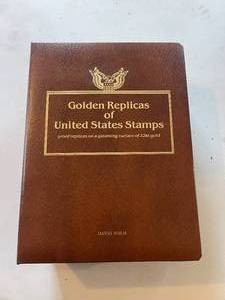 Golden Replicas
of
United States Stamps
proof replicas on a gleaming surface of 22kt gold